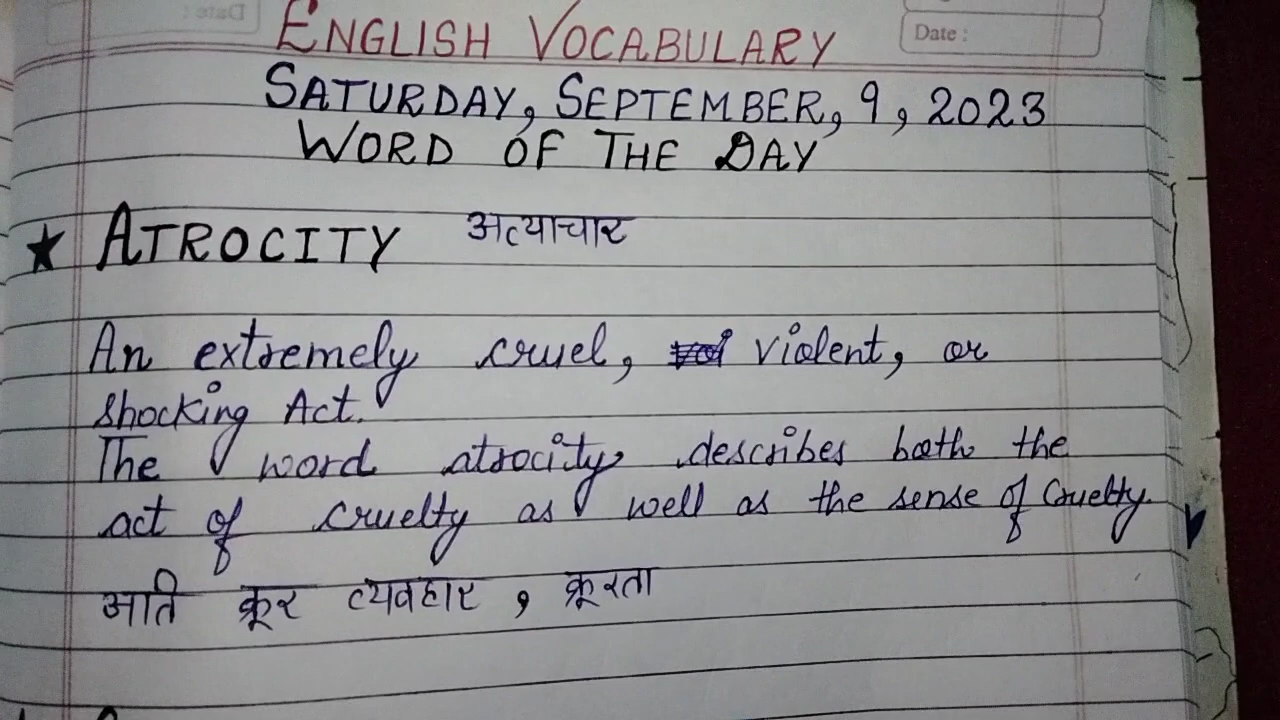 ENGLISH VOCABULARY
Date :
SATURDAY, SEPTEMBER, 9, 2023
WORD OF THE DAY
★ ATROCITY अत्याचार
An extremely cruel, violent, or
shocking Act.
The word atrocity describes both the
act of cruelty as well as the sense of Cruelty
अति क्रूर व्यवहार, क्रूरता